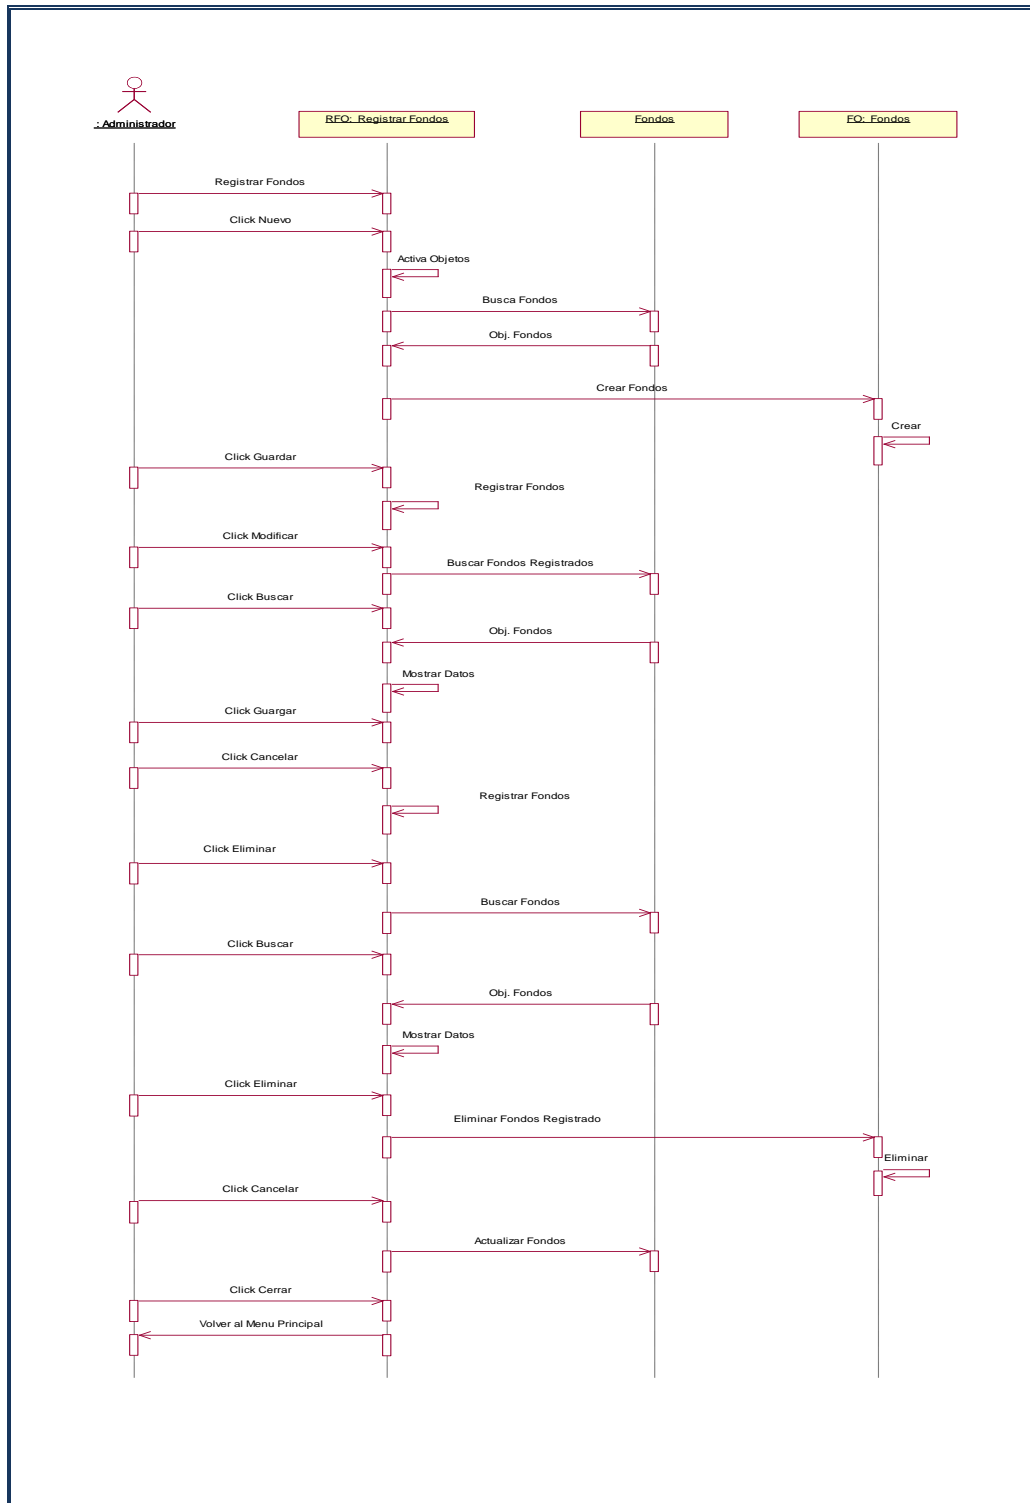 : Administrador
RFO: Registrar Fondos
Fondos
FO: Fondos
Registrar Fondos
Click Nuevo
Activa Objetos
Busca Fondos
Obj. Fondos
Crear Fondos
Crear
Click Guardar
Registrar Fondos
Click Modificar
Buscar Fondos Registrados
Click Buscar
Obj. Fondos
Mostrar Datos
Click Guargar
Click Cancelar
Registrar Fondos
Click Eliminar
Buscar Fondos
Click Buscar
Obj. Fondos
Mostrar Datos
Click Eliminar
Eliminar Fondos Registrado
Eliminar
Click Cancelar
Actualizar Fondos
Click Cerrar
Volver al Menu Principal